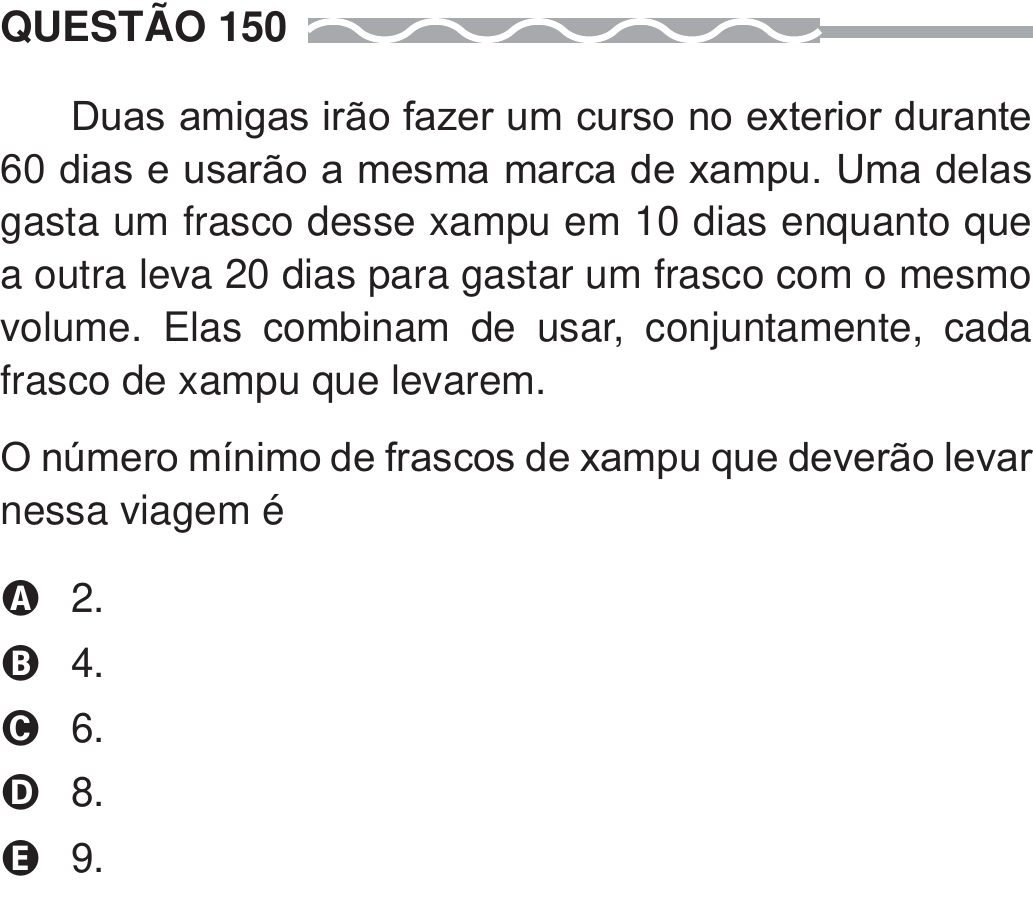 QUESTÃO 150
Duas amigas irão fazer um curso no exterior durante
60 dias e usarão a mesma marca de xampu. Uma delas
gasta um frasco desse xampu em 10 dias enquanto que
a outra leva 20 dias para gastar um frasco com o mesmo
volume. Elas combinam de usar, conjuntamente, cada
frasco de xampu que levarem.
O número mínimo de frascos de xampu que deverão levar
nessa viagem é
A 2.
B 4.
C 6.
D 8.
E 9.